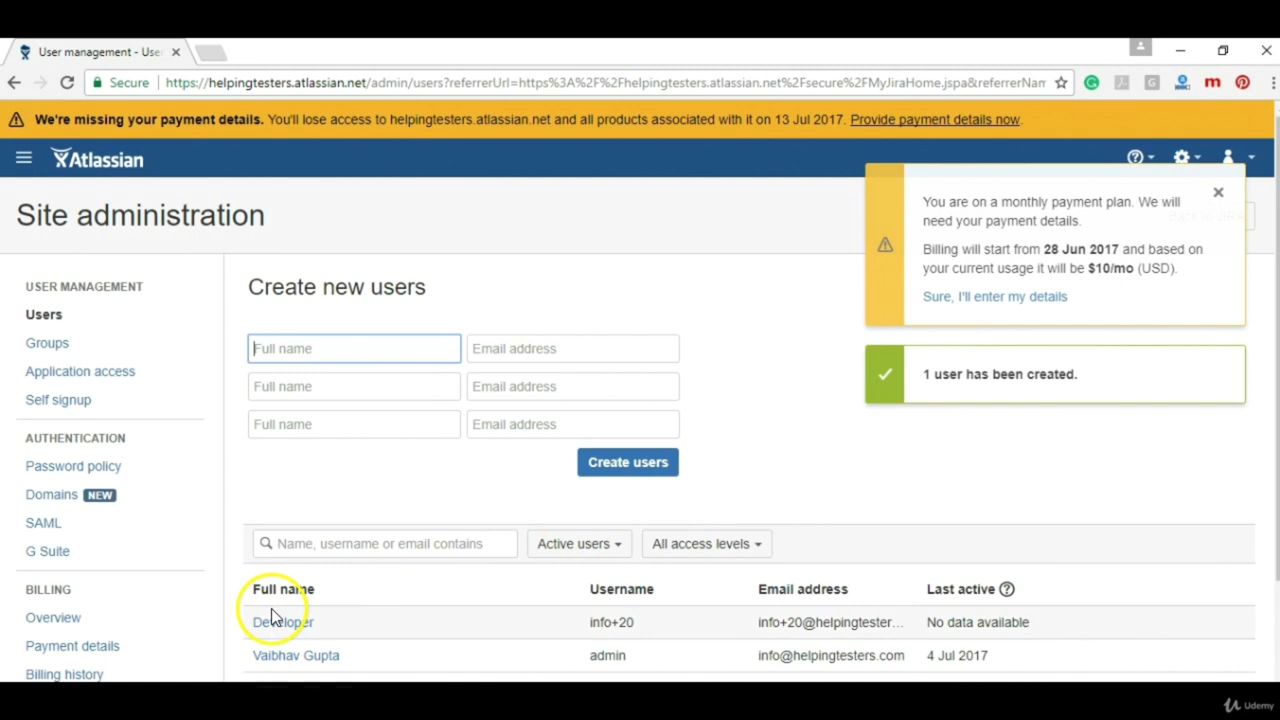 User management - Use
Secure
https://helpingtesters.atlassian.net/admin/users?referrerUrl=https%3A%2F%2Fhelpingtesters.atlassian.net%2Fsecure%2FMyJiraHome.jspa&referrerNam
We're missing your payment details. You'll lose access to helpingtesters.atlassian.net and all products associated with it on 13 Jul 2017. Provide payment details now.
Atlassian
Site administration
You are on a monthly payment plan. We will
need your payment details.
Billing will start from 28 Jun 2017 and based on
your current usage it will be $10/mo (USD).
Sure, I'll enter my details
1 user has been created.
USER MANAGEMENT
Users
Groups
Application access
Self signup
AUTHENTICATION
Password policy
Domains NEW
SAML
G Suite
BILLING
Overview
Payment details
Billing history
Create new users
Full name Email address
Full name Email address
Full name Email address
Create users
Name, username or email contains Active users All access levels
Full name Username Email address Last active
Developer info+20 info+20@helpingtester... No data available
Vaibhav Gupta admin info@helpingtesters.com 4 Jul 2017
Udemy